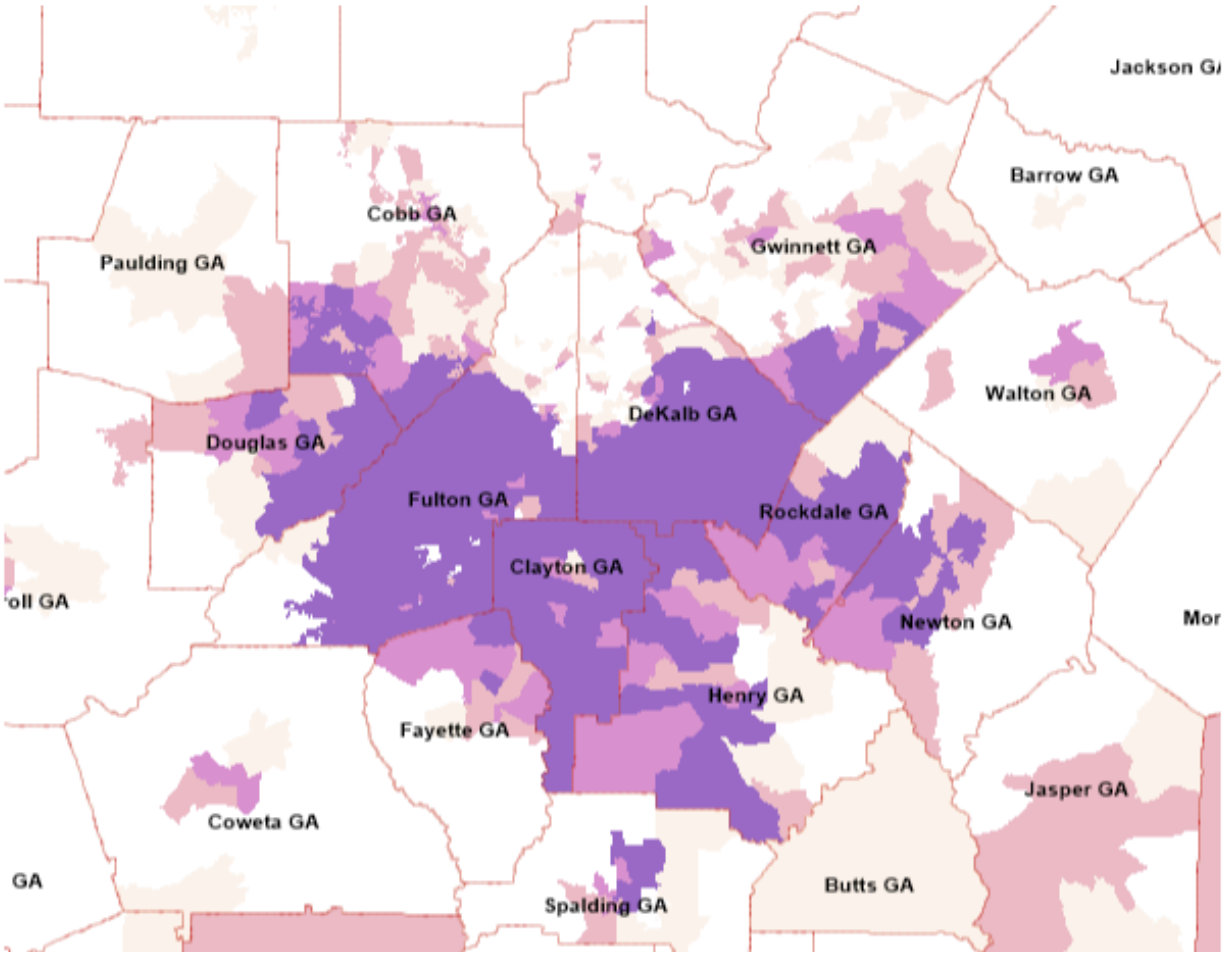 Jackson GA
Barrow GA
Cobb GA
Gwinnett GA
Paulding GA
Walton GA
DeKalb GA
Douglas GA
Fulton GA
Rockdale GA
Clayton GA
oll GA
Newton GA
Mor
Henry GA
Fayette GA
Jasper GA
Coweta GA
GA
Butts GA
Spalding GA